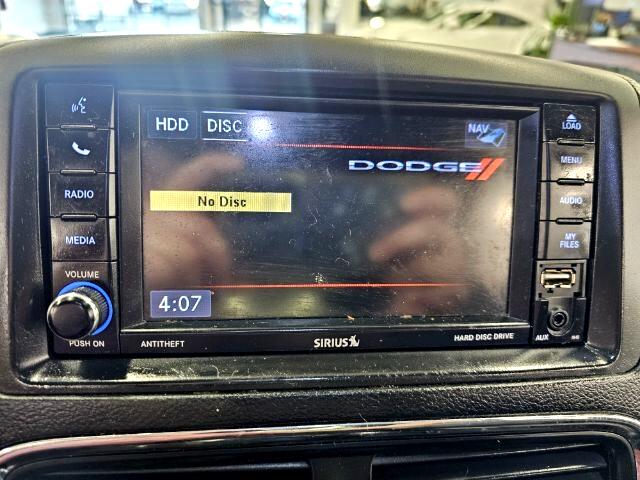 HDD DISC NAV
DODGE
No Disc
4:07
RADIO
MEDIA
VOLUME
PUSH ON
LOAD
MENU
AUDIO
MY
FILES
AUX
ANTITHEFT
SIRIUS
HARD DISC DRIVE